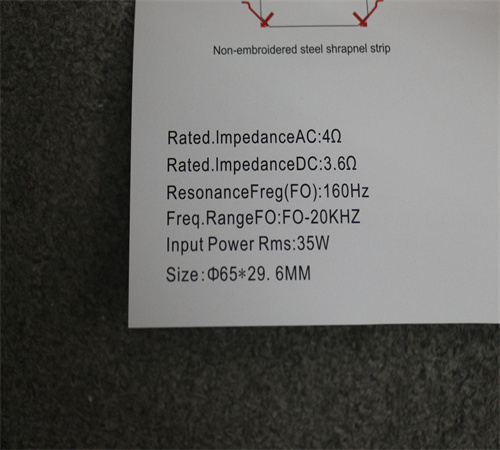 Non-embroidered steel shrapnel strip
Rated.ImpedanceAC:4Ω
Rated.ImpedanceDC:3.6Ω
ResonanceFreg(FO):160Hz
Freq.RangeFO:FO-20KHZ
Input Power Rms:35W
Size:Φ65*29.6MM